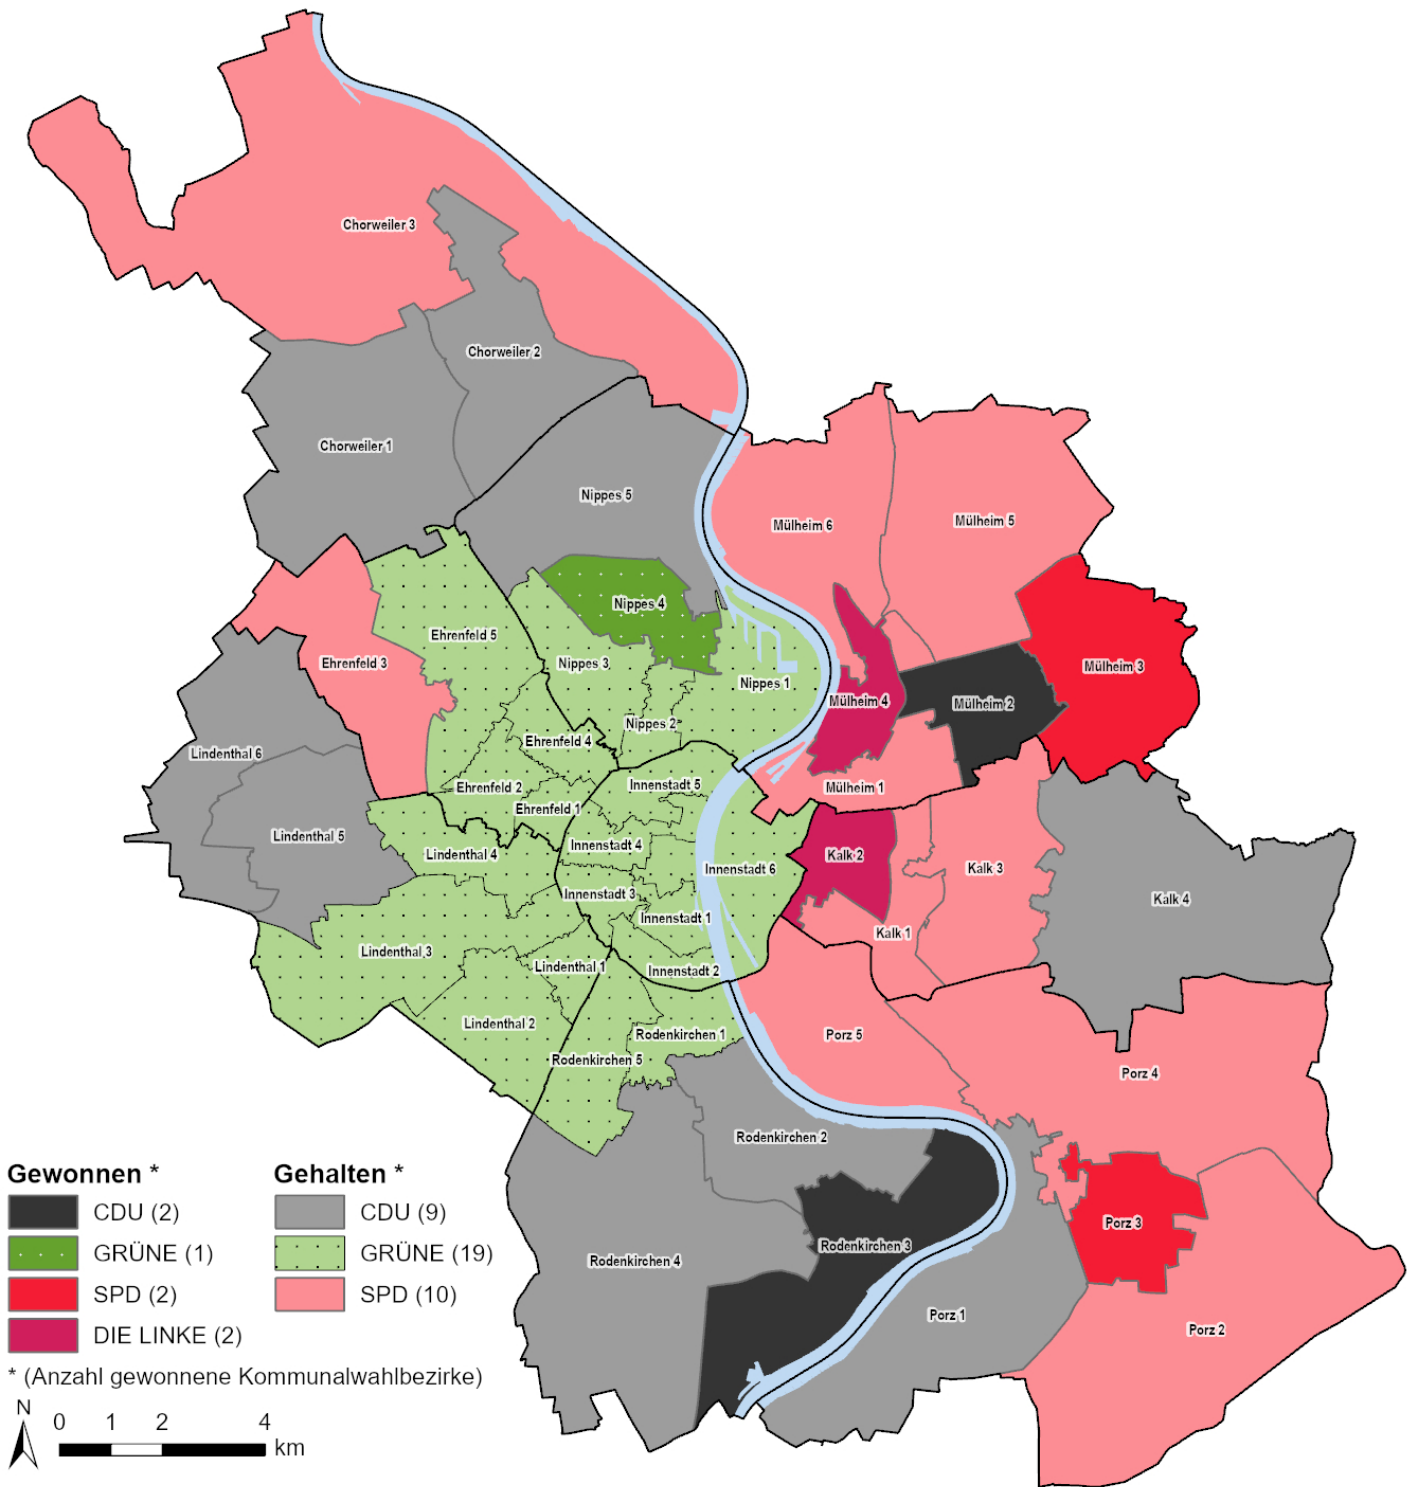 Chorweiler 3
Chorweiler 2
Chorweiler 1
Nippes 5
Mülheim 6
Mülheim 5
Nippes 4
Ehrenfeld 5
Ehrenfeld 3
Nippes 3
Mülheim 3
Nippes 1
Mülheim 4
Mülheim 2
Nippes 2
Ehrenfeld 4
Lindenthal 6
Innenstadt 5
Ehrenfeld 2
Mülheim 1
Ehrenfeld 1
Lindenthal 5
Innenstadt 4
Lindenthal 4
Kalk 2
Innenstadt 6
Kalk 3
Innenstadt 3
Kalk 4
Innenstadt 1
Kalk 1
Lindenthal 3
Lindenthal 1
Innenstadt 2
Lindenthal 2
Rodenkirchen 1
Porz 5
Rodenkirchen 5
Porz 4
Rodenkirchen 2
Porz 3
Rodenkirchen 3
Rodenkirchen 4
Porz 1
Porz 2
Gewonnen * Gehalten *
CDU (2) CDU (9)
GRÜNE (1) GRÜNE (19)
SPD (2) SPD (10)
DIE LINKE (2)
* (Anzahl gewonnene Kommunalwahlbezirke)
N
0 1 2 4
km